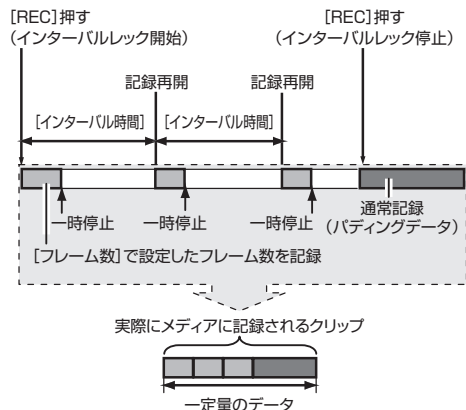 [REC]押す
(インターバルレック開始)
[REC]押す
(インターバルレック停止)
記録再開
記録再開
[インターバル時間]
[インターバル時間]
一時停止
一時停止
一時停止
通常記録
(パディングデータ)
[フレーム数]で設定したフレーム数を記録
実際にメディアに記録されるクリップ
一定量のデータ